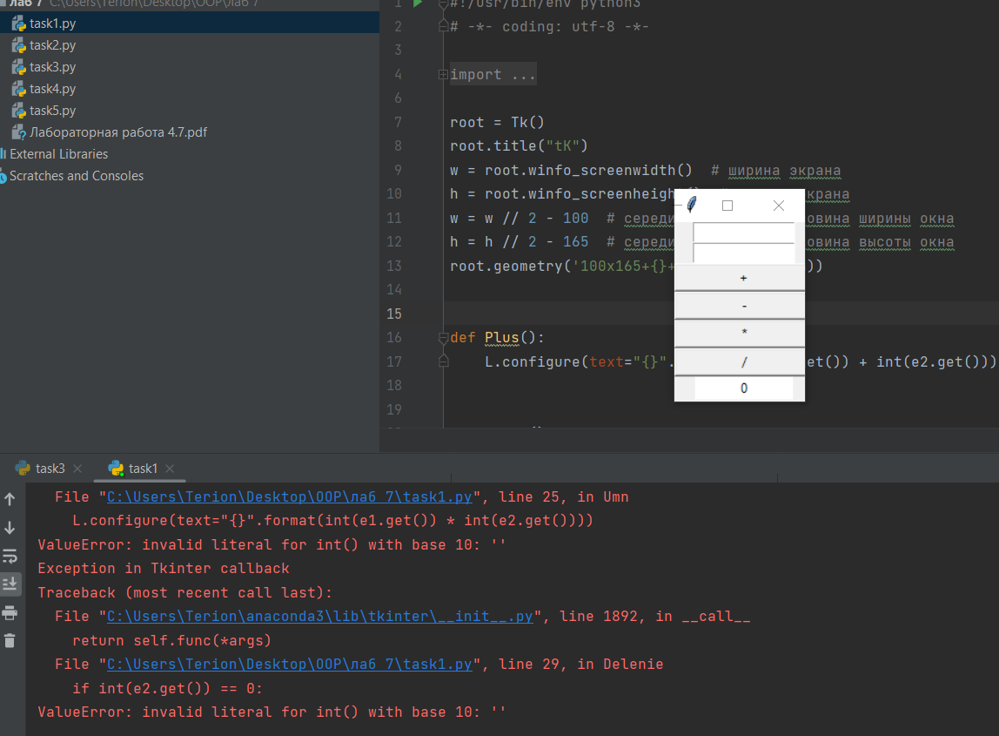 лаб 7 C:\Users\Terion\Desktop\OOP\лаб 7
task1.py
task2.py
task3.py
task4.py
task5.py
Лабораторная работа 4.7.pdf
External Libraries
Scratches and Consoles
1 #!/usr/bin/env python3
2 # -*- coding: utf-8 -*-
3
4 import ...
6
7 root = Tk()
8 root.title("tK")
9 w = root.winfo_screenwidth() # ширина экрана
10 h = root.winfo_screenheigh крана
11 w = w // 2 - 100 # середи овина ширины окна
12 h = h // 2 - 165 # середи овина высоты окна
13 root.geometry('100x165+{}+ ))
14
15
16 def Plus():
17 L.configure(text="{}". et()) + int(e2.get()))
18
19
+
-
*
/
0
task3
task1
File "C:\Users\Terion\Desktop\OOP\лаб 7\task1.py", line 25, in Umn
L.configure(text="{}".format(int(e1.get()) * int(e2.get())))
ValueError: invalid literal for int() with base 10: ''
Exception in Tkinter callback
Traceback (most recent call last):
File "C:\Users\Terion\anaconda3\lib\tkinter\__init__.py", line 1892, in __call__
return self.func(*args)
File "C:\Users\Terion\Desktop\OOP\лаб 7\task1.py", line 29, in Delenie
if int(e2.get()) == 0:
ValueError: invalid literal for int() with base 10: ''